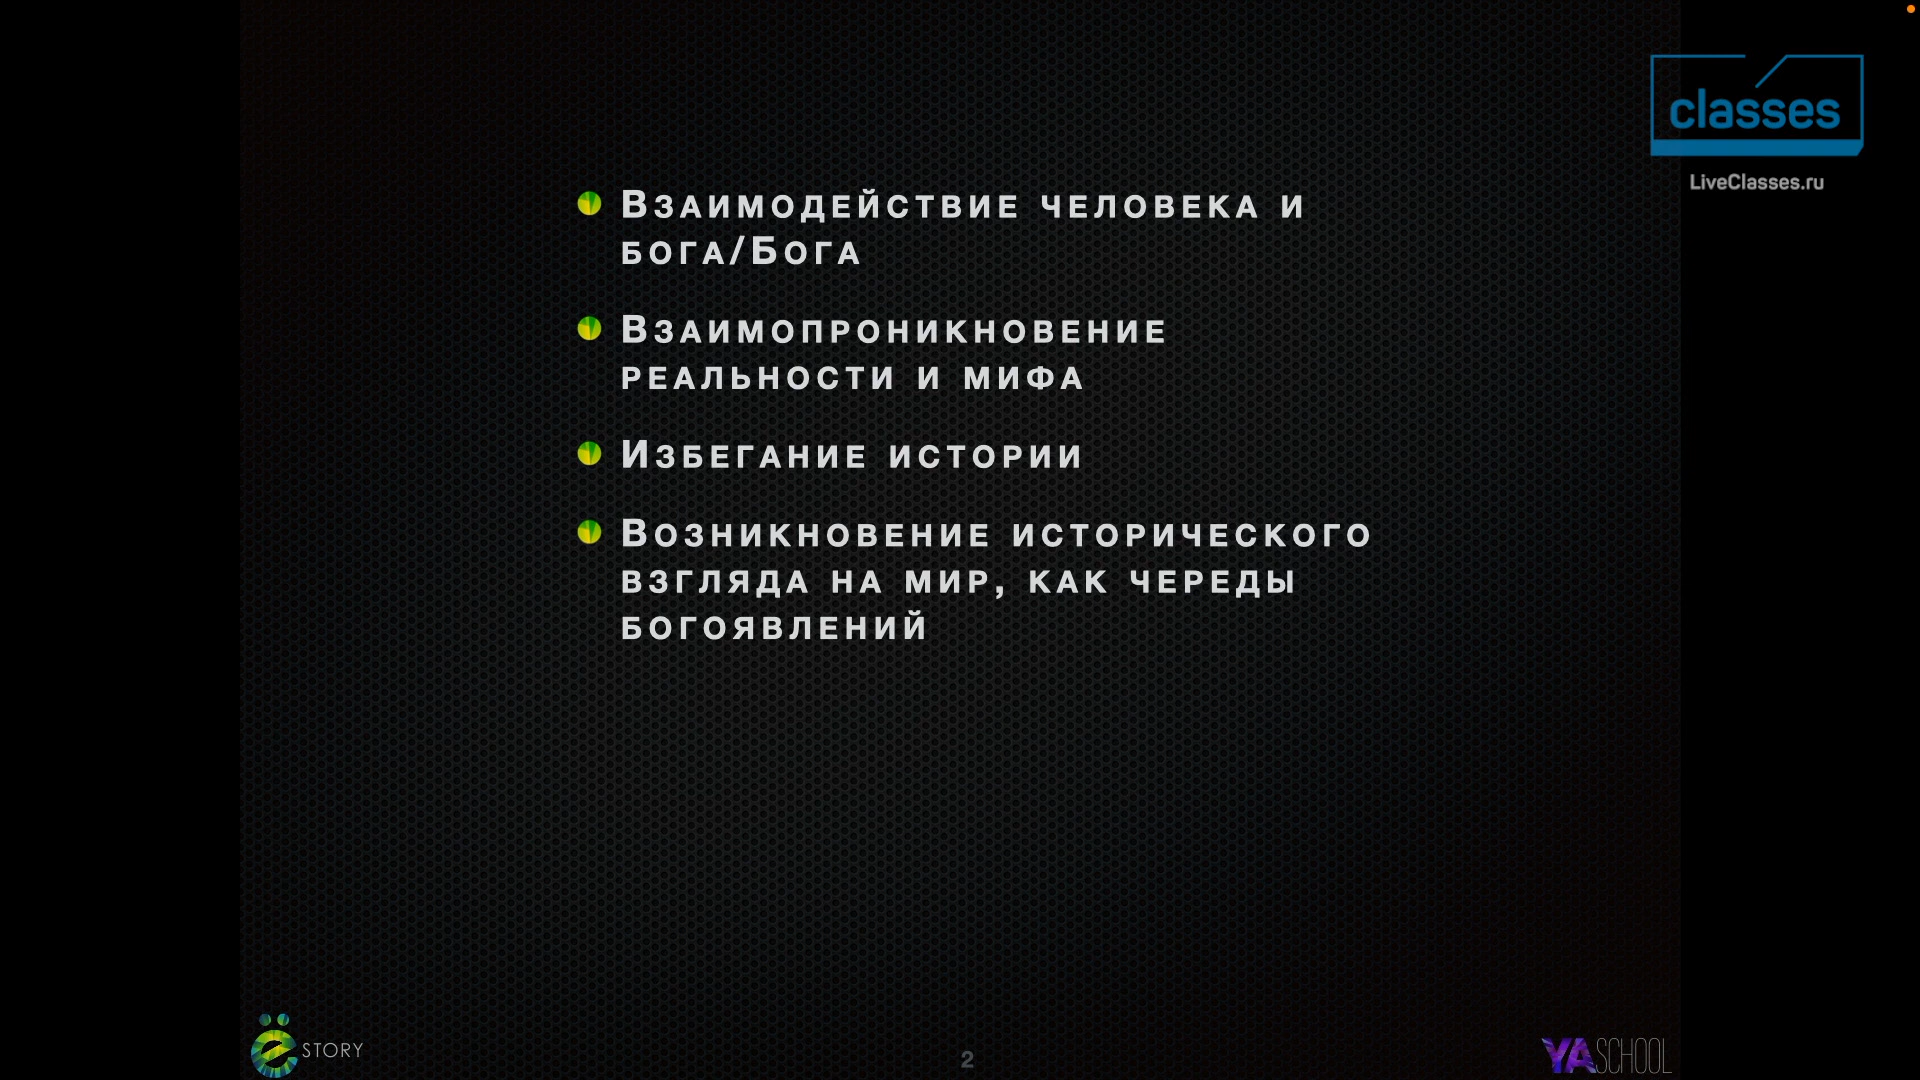 classes
LiveClasses.ru
Взаимодействие человека и
бога/Бога
Взаимопроникновение
реальности и мифа
Избегание истории
Возникновение исторического
взгляда на мир, как череды
богоявлений
ё STORY
2
YASCHOOL